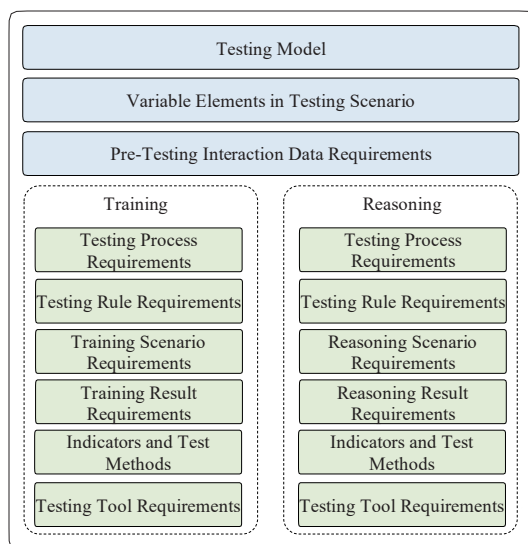 Testing Model
Variable Elements in Testing Scenario
Pre-Testing Interaction Data Requirements
Training
Testing Process
Requirements
Testing Rule Requirements
Training Scenario
Requirements
Training Result
Requirements
Indicators and Test
Methods
Testing Tool Requirements
Reasoning
Testing Process
Requirements
Testing Rule Requirements
Reasoning Scenario
Requirements
Reasoning Result
Requirements
Indicators and Test
Methods
Testing Tool Requirements